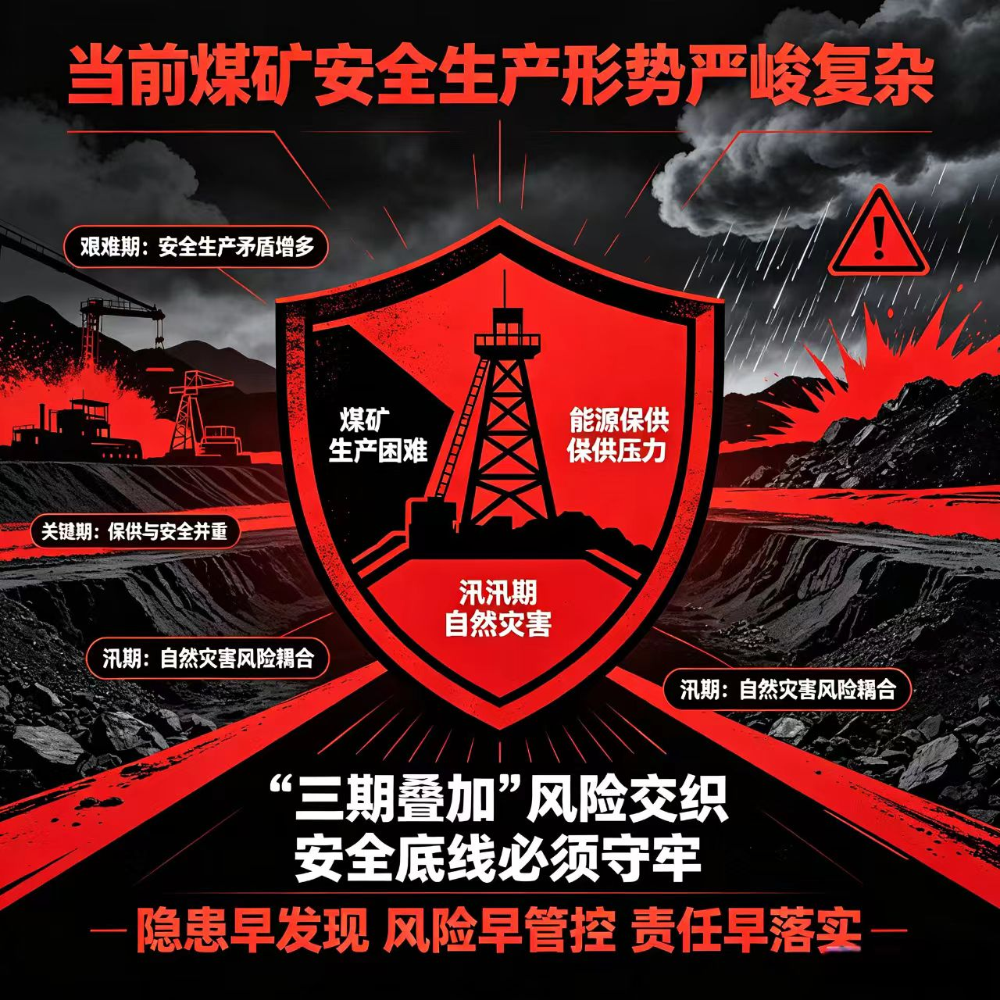 当前煤矿安全生产形势严峻复杂
艰难期：安全生产矛盾增多
煤矿
生产困难
能源保供
保供压力
关键期：保供与安全并重
汛汛期
自然灾害
汛期：自然灾害风险耦合
汛期：自然灾害风险耦合
“三期叠加”风险交织
安全底线必须守牢
隐患早发现 风险早管控 责任早落实